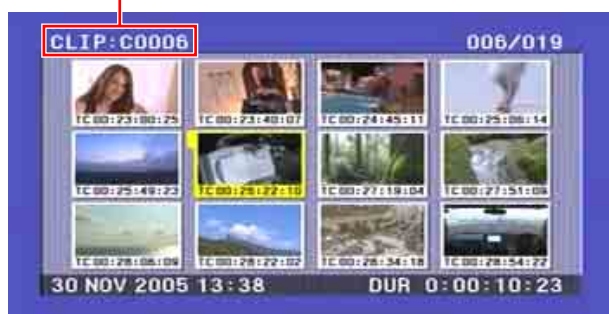 CLIP:C0006 006/019
TC 00:23:00:25 TC 00:23:40:07 TC 00:24:45:11 TC 00:25:06:14
TC 00:25:49:23 TC 00:26:22:10 TC 00:27:19:04 TC 00:27:51:09
TC 00:28:06:09 TC 00:28:22:02 TC 00:28:34:18 TC 00:28:54:22
30 NOV 2005 13:38 DUR 0:00:10:23